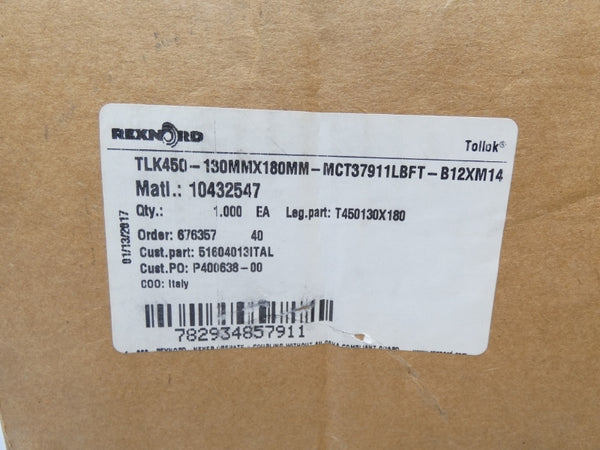 REXNORD
Tollok®
TLK450-130MMX180MM-MCT37911LBFT-B12XM14
Matl.: 10432547
Qty.: 1.000 EA Leg.part: T450130X180
Order: 676357 40
Cust.part: 51604013ITAL
Cust.PO: P400638-00
COO: Italy
01/13/2017
782934857911